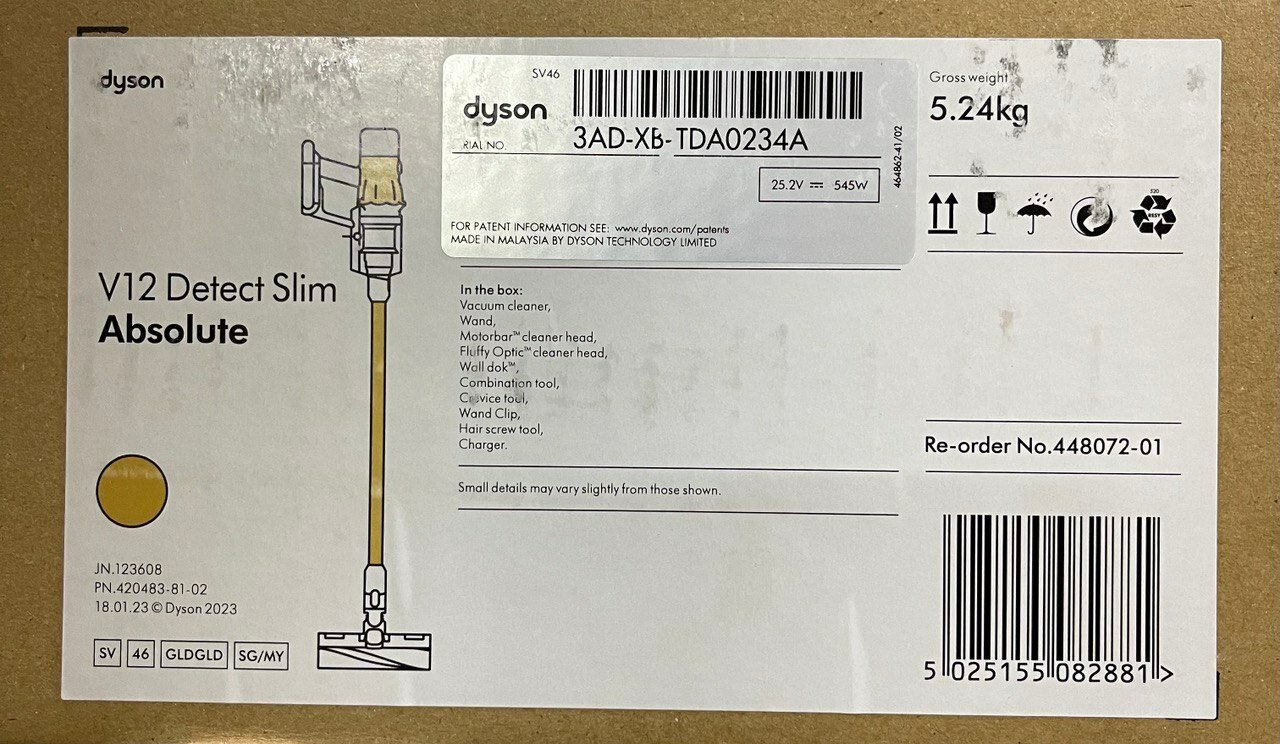 dyson
V12 Detect Slim
Absolute
JN.123608
PN.420483-81-02
18.01.23 © Dyson 2023
SV 46 GLDGLD SG/MY
SV46
dyson
RIAL NO.
3AD-XB-TDA0234A
464862-41/02
25.2V ⎓ 545W
FOR PATENT INFORMATION SEE: www.dyson.com/patents
MADE IN MALAYSIA BY DYSON TECHNOLOGY LIMITED
In the box:
Vacuum cleaner,
Wand,
Motorbar™ cleaner head,
Fluffy Optic™ cleaner head,
Wall dok™,
Combination tool,
Crevice tool,
Wand Clip,
Hair screw tool,
Charger.
Small details may vary slightly from those shown.
Gross weight
5.24kg
S20
RESY
Re-order No.448072-01
5 025155 082881 >